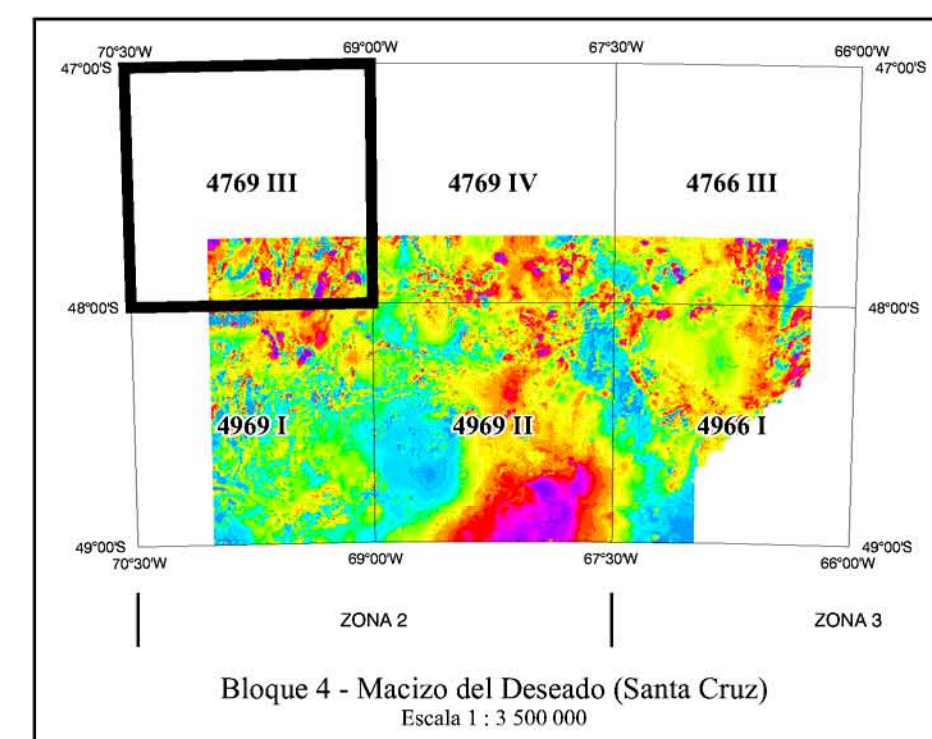 70°30'W 69°00'W 67°30'W 66°00'W
47°00'S 47°00'S
4769 III 4769 IV 4766 III
48°00'S 48°00'S
4969 I 4969 II 4966 I
49°00'S 49°00'S
70°30'W 69°00'W 67°30'W 66°00'W
ZONA 2 ZONA 3
Bloque 4 - Macizo del Deseado (Santa Cruz)
Escala 1 : 3 500 000